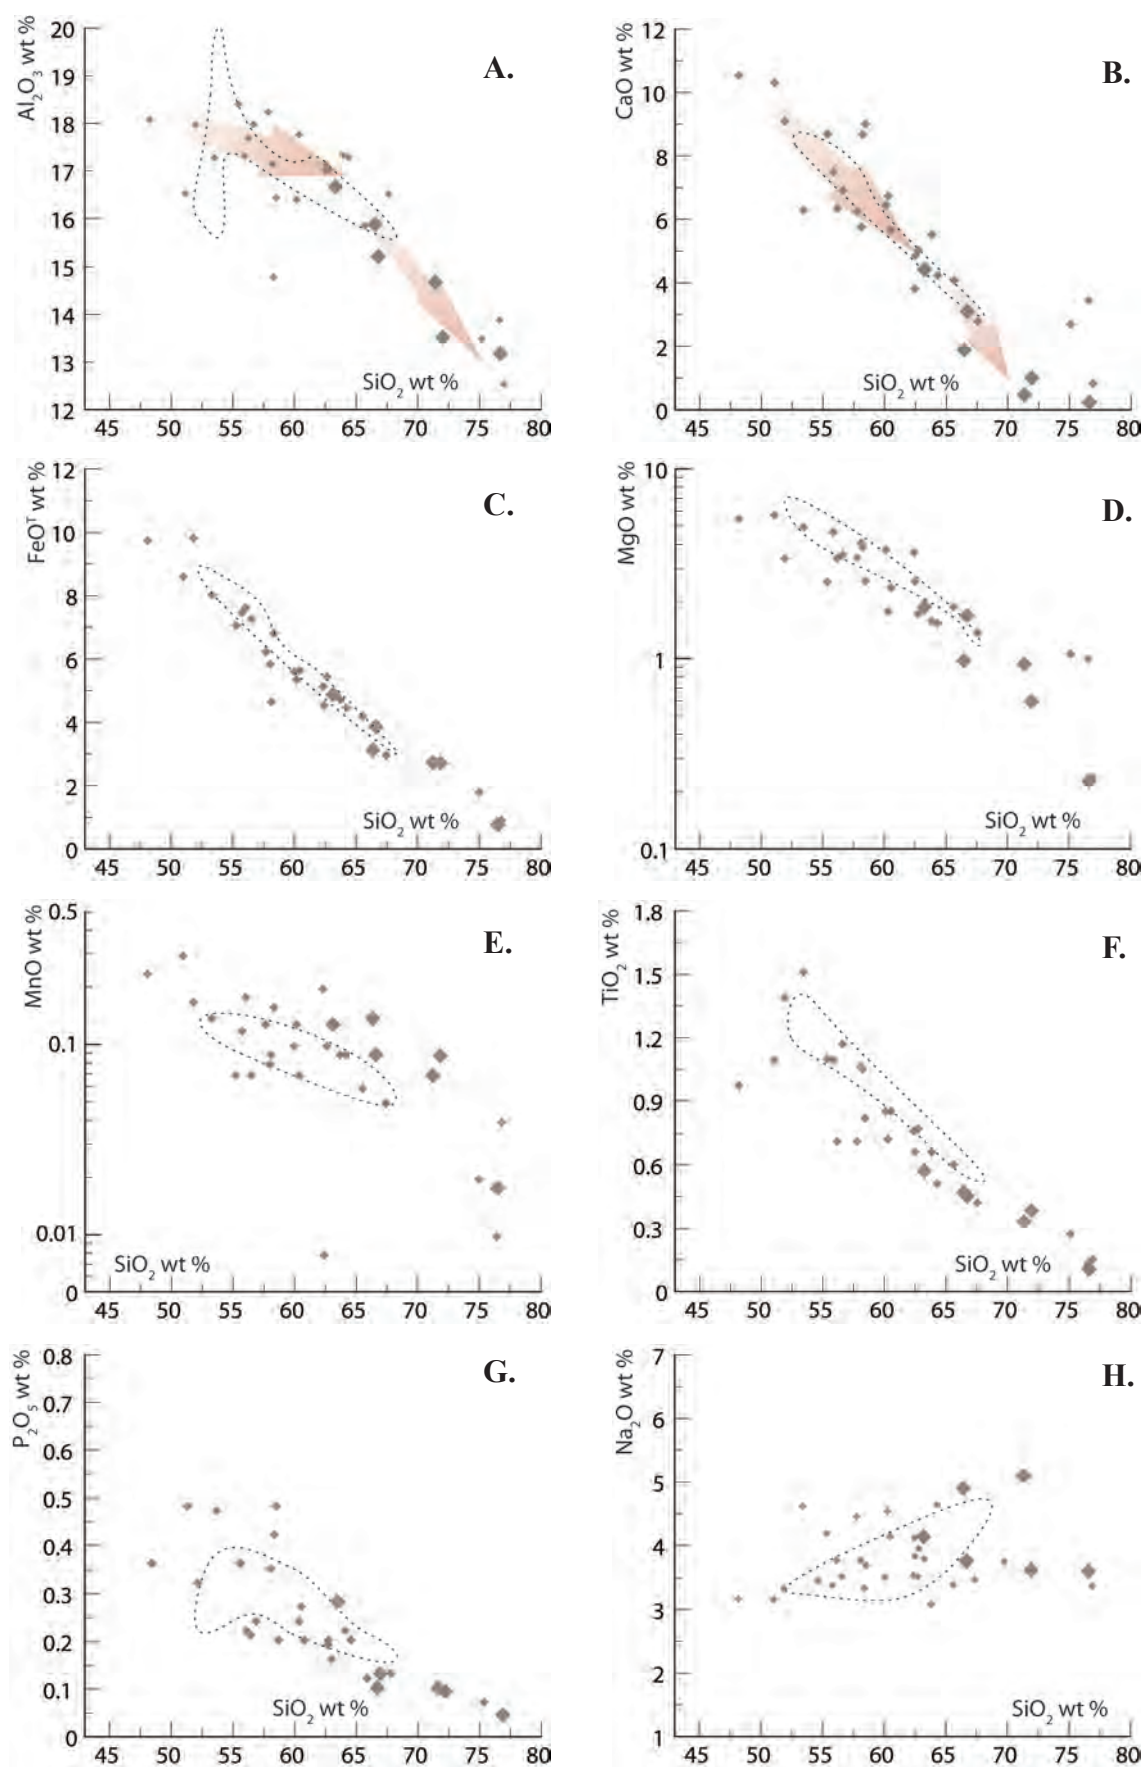 Al₂O₃ wt %
20
19
18
17
16
15
14
13
12
A.
SiO₂ wt %
45 50 55 60 65 70 75 80
CaO wt %
12
10
8
6
4
2
0
B.
SiO₂ wt %
45 50 55 60 65 70 75 80
FeOᵀ wt %
12
10
8
6
4
2
0
C.
SiO₂ wt %
45 50 55 60 65 70 75 80
MgO wt %
10
1
0.1
D.
SiO₂ wt %
45 50 55 60 65 70 75 80
MnO wt %
0.5
0.1
0.01
0
E.
SiO₂ wt %
45 50 55 60 65 70 75 80
TiO₂ wt %
1.8
1.5
1.2
0.9
0.6
0.3
0
F.
SiO₂ wt %
45 50 55 60 65 70 75 80
P₂O₅ wt %
0.8
0.7
0.6
0.5
0.4
0.3
0.2
0.1
0
G.
SiO₂ wt %
45 50 55 60 65 70 75 80
Na₂O wt %
7
6
5
4
3
2
1
H.
SiO₂ wt %
45 50 55 60 65 70 75 80